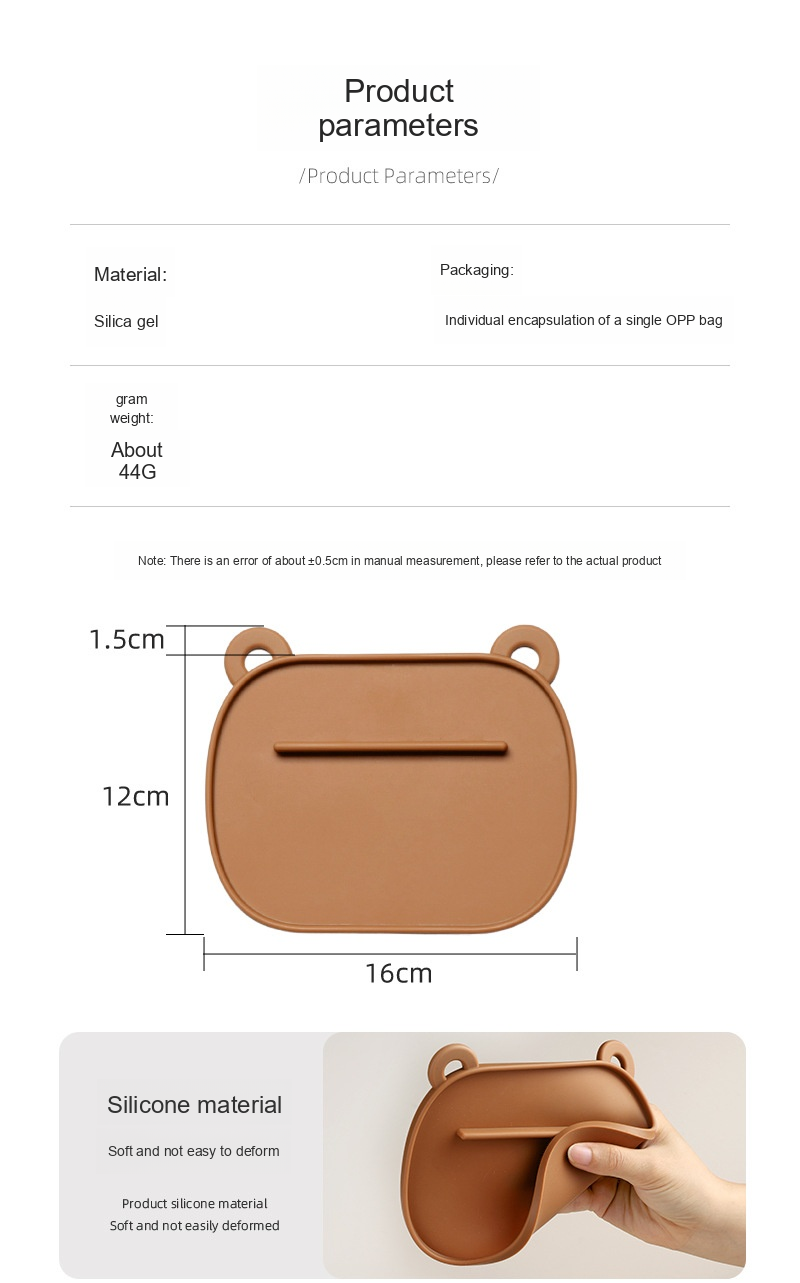 Product
parameters
/Product Parameters/
Material:
Silica gel
Packaging:
Individual encapsulation of a single OPP bag
gram
weight:
About
44G
Note: There is an error of about ±0.5cm in manual measurement, please refer to the actual product
1.5cm
12cm
16cm
Silicone material
Soft and not easy to deform
Product silicone material
Soft and not easily deformed